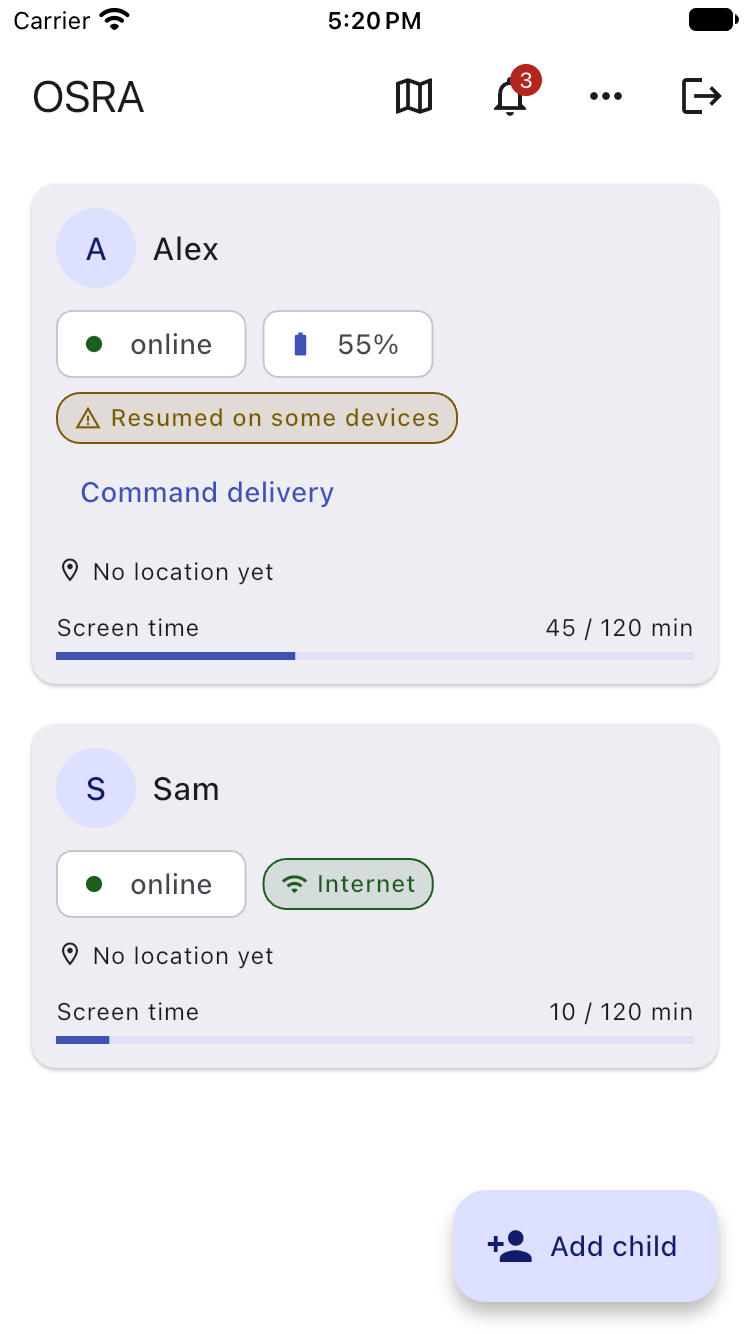 Carrier 5:20 PM
OSRA
3
A Alex
online 55%
Resumed on some devices
Command delivery
No location yet
Screen time 45 / 120 min
S Sam
online Internet
No location yet
Screen time 10 / 120 min
Add child